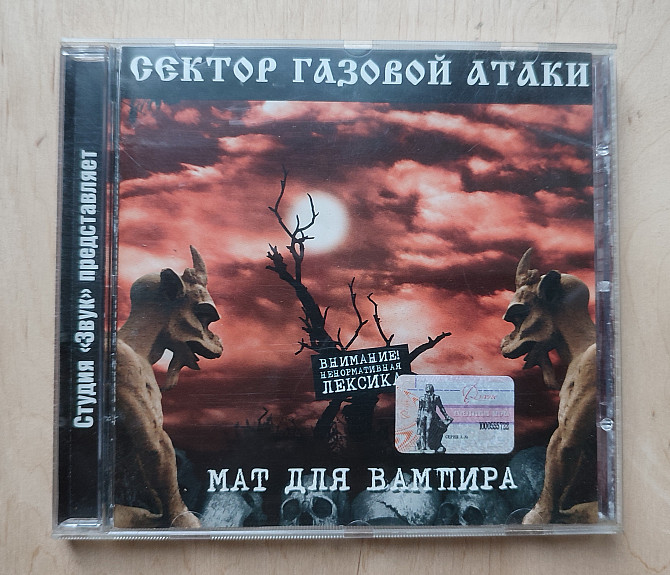 СЕКТОР ГАЗОВОЙ АТАКИ
Студия «Звук» представляет
ВНИМАНИЕ!
НЕНОРМАТИВНАЯ
ЛЕКСИКА
МАТ ДЛЯ ВАМПИРА